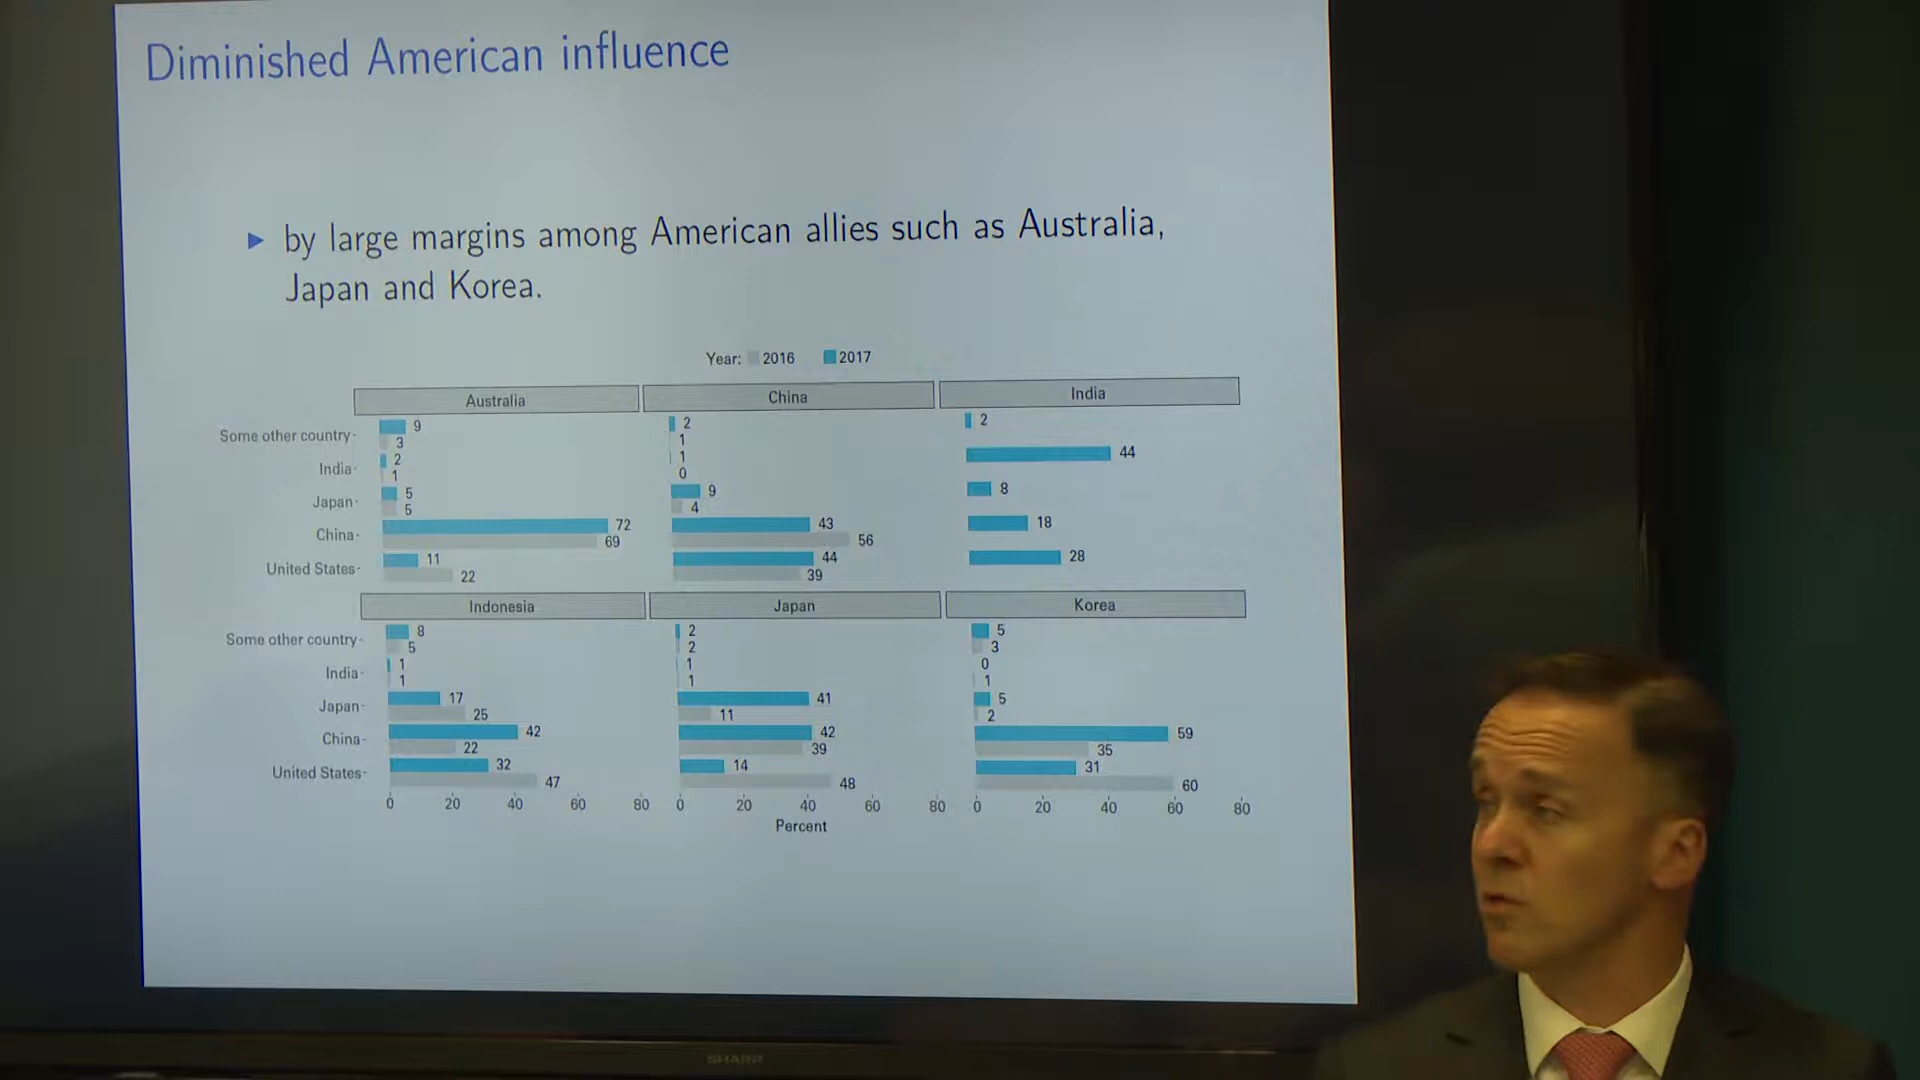 Diminished American influence
▶ by large margins among American allies such as Australia,
Japan and Korea.
Year: 2016 2017
Australia China India
Some other country 9 3 2 1 2
India 2 1 1 0 44
Japan 5 5 9 4 8
China 72 69 43 56 18
United States 11 22 44 39 28
Indonesia Japan Korea
Some other country 8 5 2 2 5 3
India 1 1 1 1 0 1
Japan 17 25 41 11 5 2
China 42 22 42 39 59 35
United States 32 47 14 48 31 60
0 20 40 60 80 0 20 40 60 80 0 20 40 60 80
Percent
SHARP